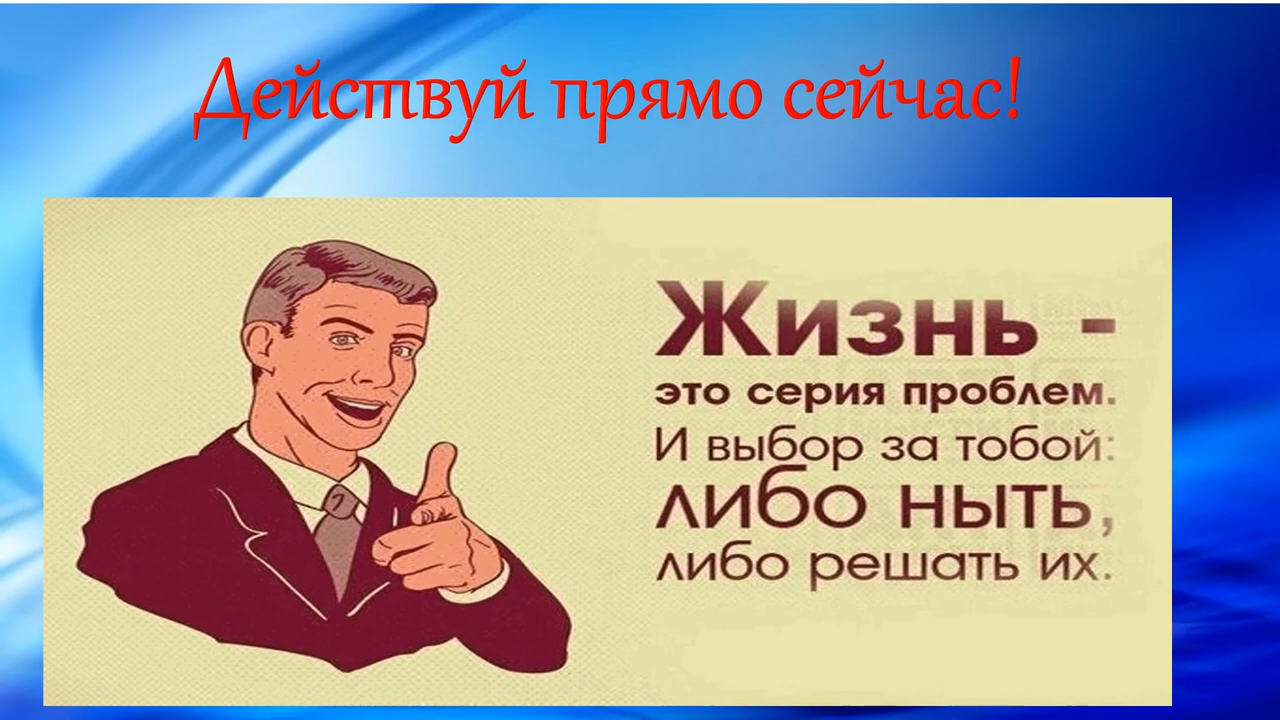 Действуй прямо сейчас!
Жизнь -
это серия проблем.
И выбор за тобой:
либо ныть,
либо решать их.